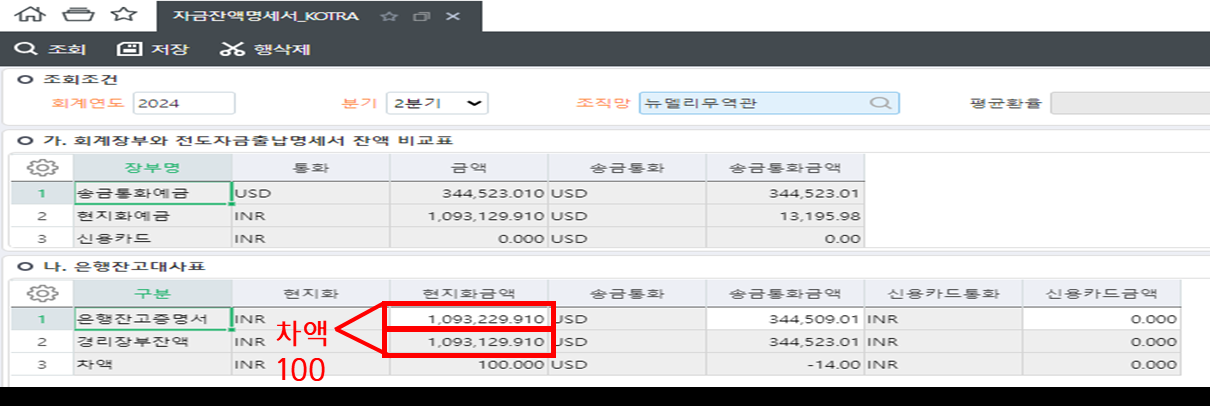 자금잔액명세서_KOTRA
조회 저장 행삭제
조회조건
회계연도 2024 분기 2분기 조직망 뉴델리무역관 평균환율
가. 회계장부와 전도자금출납명세서 잔액 비교표
장부명 통화 금액 송금통화 송금통화금액
1 송금통화예금 USD 344,523.010 USD 344,523.01
2 현지화예금 INR 1,093,129.910 USD 13,195.98
3 신용카드 INR 0.000 USD 0.00
나. 은행잔고대사표
구분 현지화 현지화금액 송금통화 송금통화금액 신용카드통화 신용카드금액
1 은행잔고증명서 INR 1,093,229.910 USD 344,509.01 INR 0.000
차액
2 경리장부잔액 INR 1,093,129.910 USD 344,523.01 INR 0.000
3 차액 INR 100.000 USD -14.00 INR 0.000
100